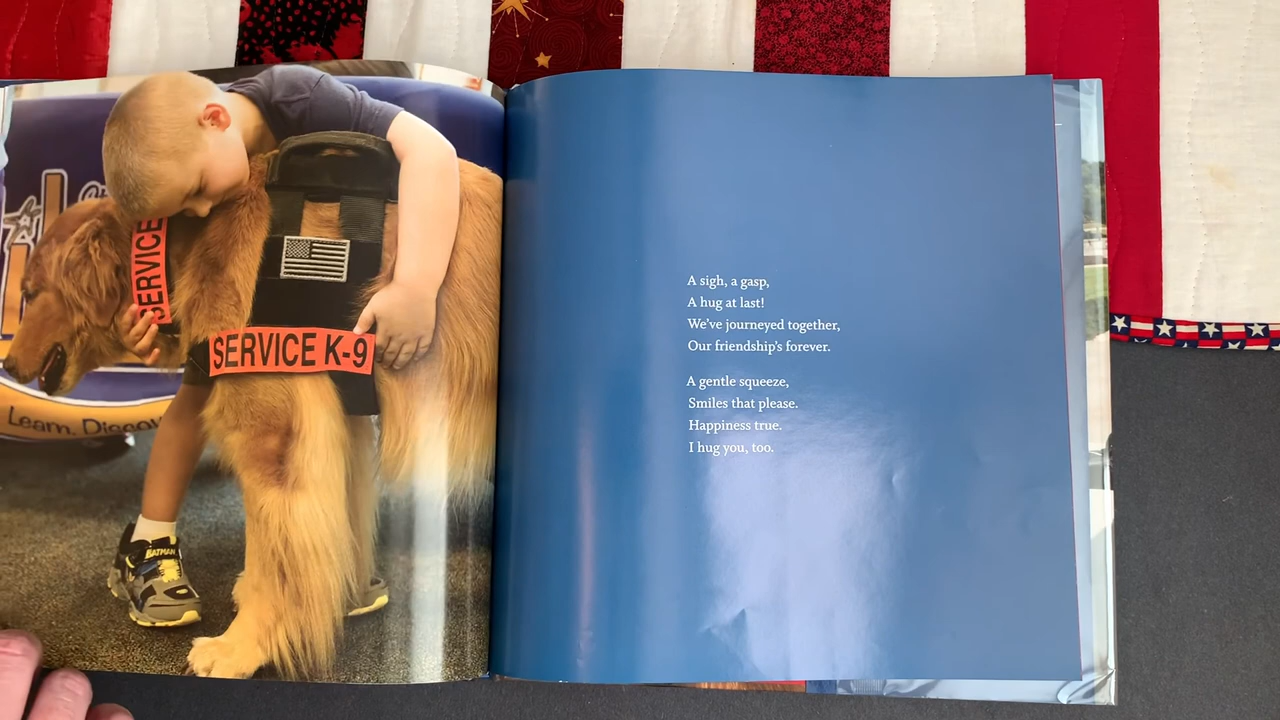 SERVICE
SERVICE K-9
Learn. Discov
BATMAN
A sigh, a gasp,
A hug at last!
We've journeyed together,
Our friendship's forever.
A gentle squeeze,
Smiles that please.
Happiness true.
I hug you, too.